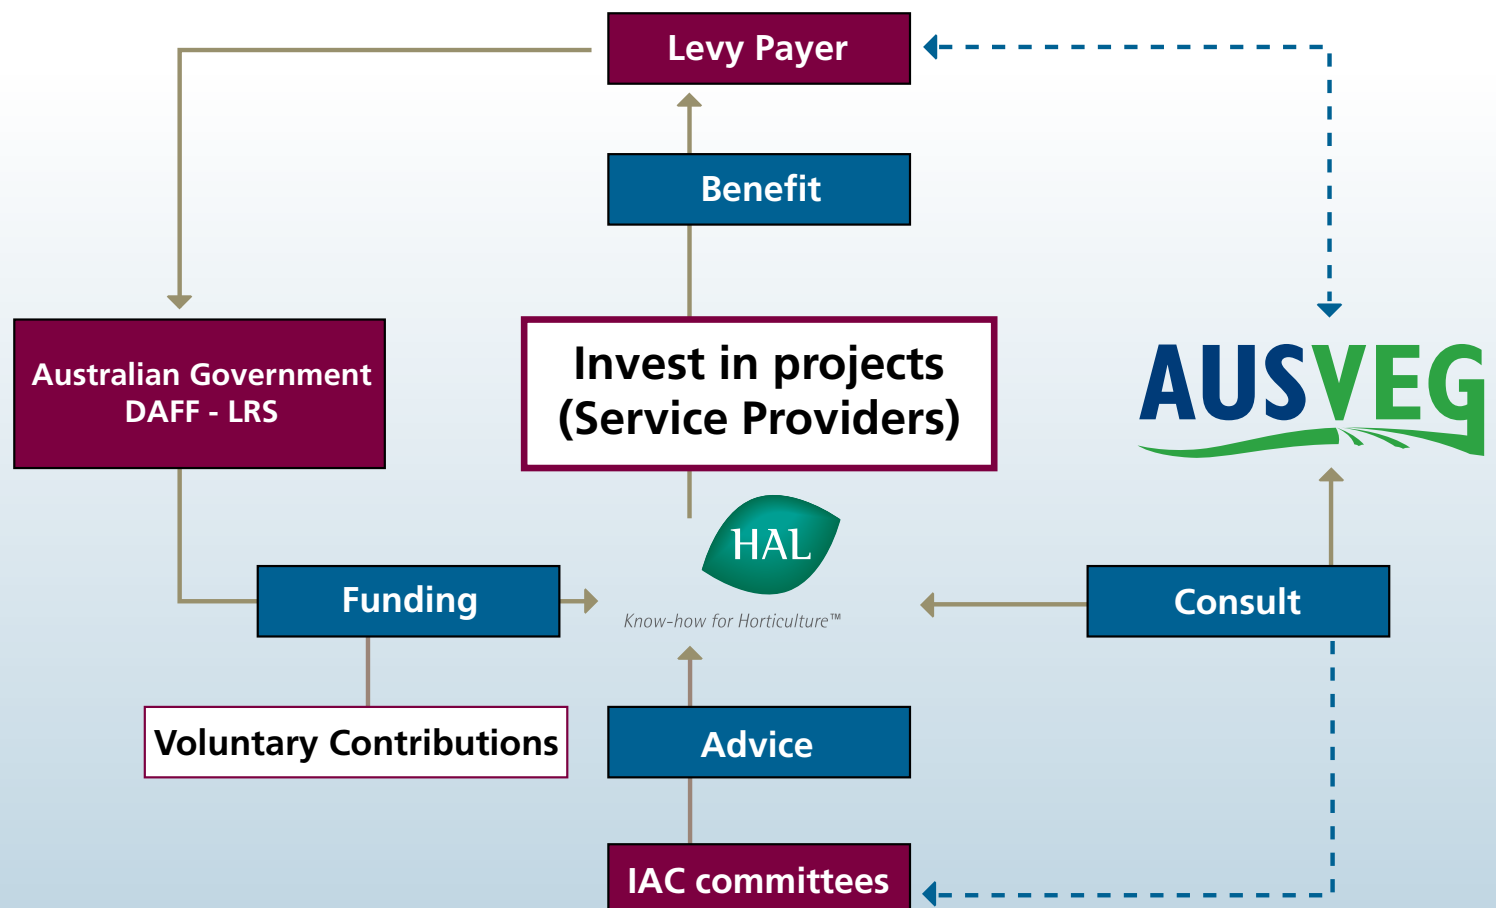 Levy Payer
Benefit
Australian Government
DAFF - LRS
Invest in projects
(Service Providers)
AUSVEG
HAL
Know-how for Horticulture™
Funding
Consult
Voluntary Contributions
Advice
IAC committees